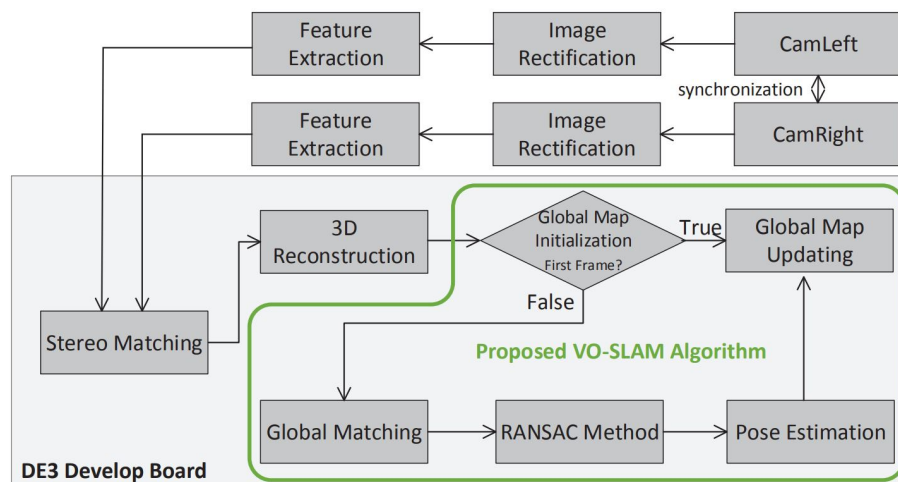 Feature
Extraction
Image
Rectification
CamLeft
synchronization
Feature
Extraction
Image
Rectification
CamRight
3D
Reconstruction
Global Map
Initialization
First Frame?
True
Global Map
Updating
False
Stereo Matching
Proposed VO-SLAM Algorithm
Global Matching
RANSAC Method
Pose Estimation
DE3 Develop Board